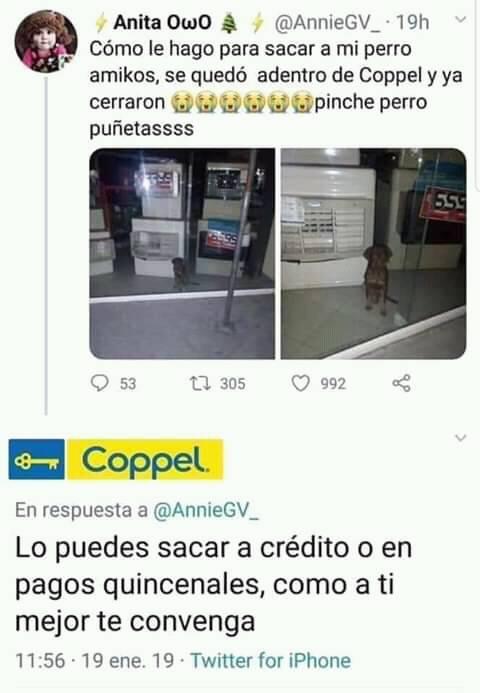 ⚡Anita OωO 🎄 ⚡ @AnnieGV_ · 19h
Cómo le hago para sacar a mi perro
amikos, se quedó adentro de Coppel y ya
cerraron 😭😭😭😭😭😭pinche perro
puñetassss
53
305
992
Coppel.
En respuesta a @AnnieGV_
Lo puedes sacar a crédito o en
pagos quincenales, como a ti
mejor te convenga
11:56 · 19 ene. 19 · Twitter for iPhone